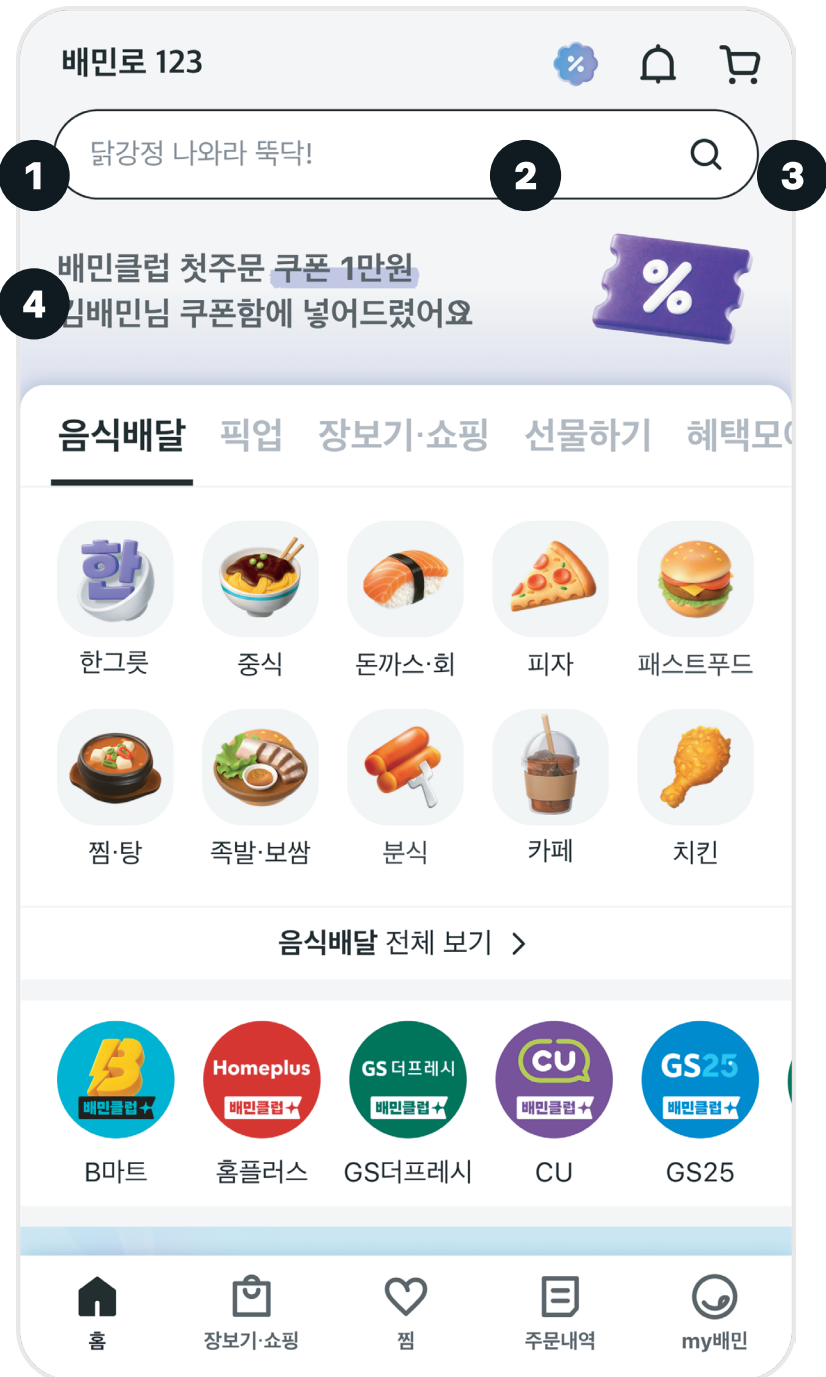 배민로 123
%
닭강정 나와라 뚝딱!
1
2
3
배민클럽 첫주문 쿠폰 1만원
4
김배민님 쿠폰함에 넣어드렸어요
%
음식배달 픽업 장보기·쇼핑 선물하기 혜택모
한
한그릇 중식 돈까스·회 피자 패스트푸드
찜·탕 족발·보쌈 분식 카페 치킨
음식배달 전체 보기
B Homeplus GS더프레시 CU GS25
배민클럽 배민클럽 배민클럽 배민클럽 배민클럽
B마트 홈플러스 GS더프레시 CU GS25
홈 장보기·쇼핑 찜 주문내역 my배민